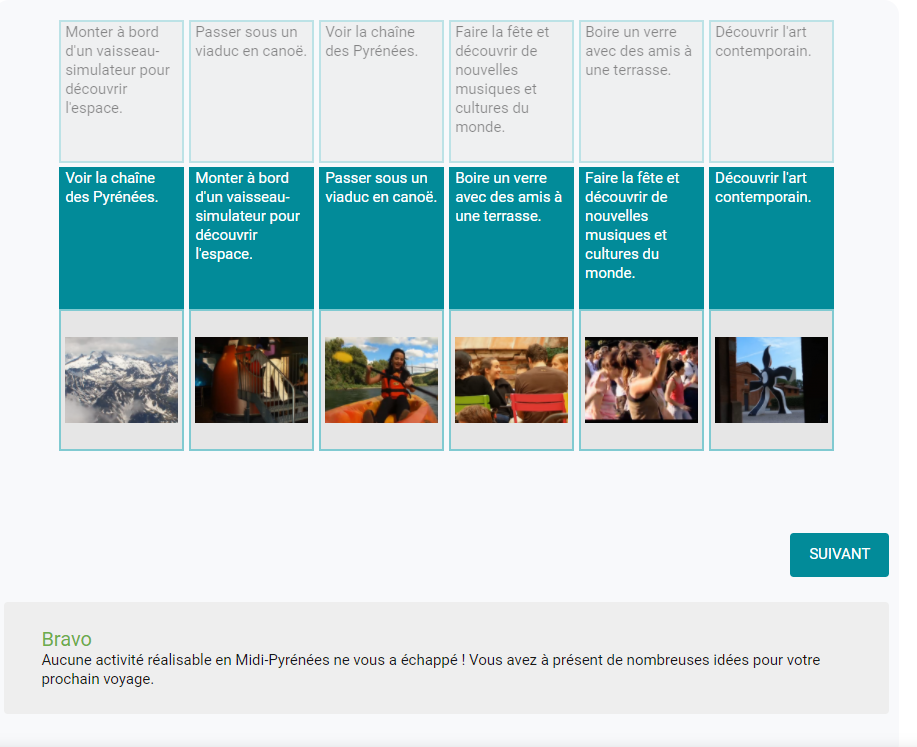 Monter à bord
d'un vaisseau-
simulateur pour
découvrir
l'espace.
Passer sous un
viaduc en canoë.
Voir la chaîne
des Pyrénées.
Faire la fête et
découvrir de
nouvelles
musiques et
cultures du
monde.
Boire un verre
avec des amis à
une terrasse.
Découvrir l'art
contemporain.
Voir la chaîne
des Pyrénées.
Monter à bord
d'un vaisseau-
simulateur pour
découvrir
l'espace.
Passer sous un
viaduc en canoë.
Boire un verre
avec des amis à
une terrasse.
Faire la fête et
découvrir de
nouvelles
musiques et
cultures du
monde.
Découvrir l'art
contemporain.
SUIVANT
Bravo
Aucune activité réalisable en Midi-Pyrénées ne vous a échappé ! Vous avez à présent de nombreuses idées pour votre
prochain voyage.